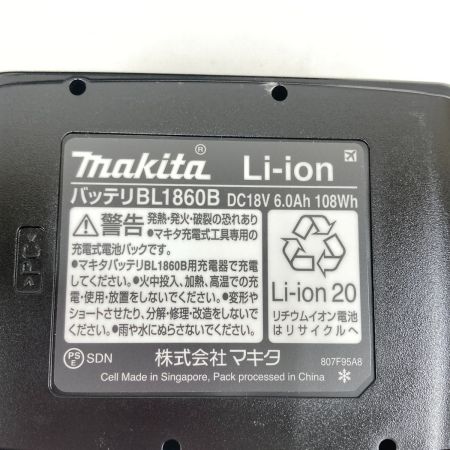 makita® Li-ion
バッテリBL1860B DC18V 6.0Ah 108Wh
⚠警告 発熱・発火・破裂の恐れあり
●マキタ充電式工具専用の
充電式電池パックです。
●マキタバッテリBL1860B用充電器で充電
してください。●火中投入、加熱、高温での充
電・使用・放置をしないでください。●変形や
ショートさせたり、分解・修理・改造をしないで
ください。●雨や水にぬらさないでください。
Li-ion 20
リチウムイオン電池
はリサイクルへ
PSE SDN 株式会社マキタ 807F95A8
Cell Made in Singapore, Pack processed in China